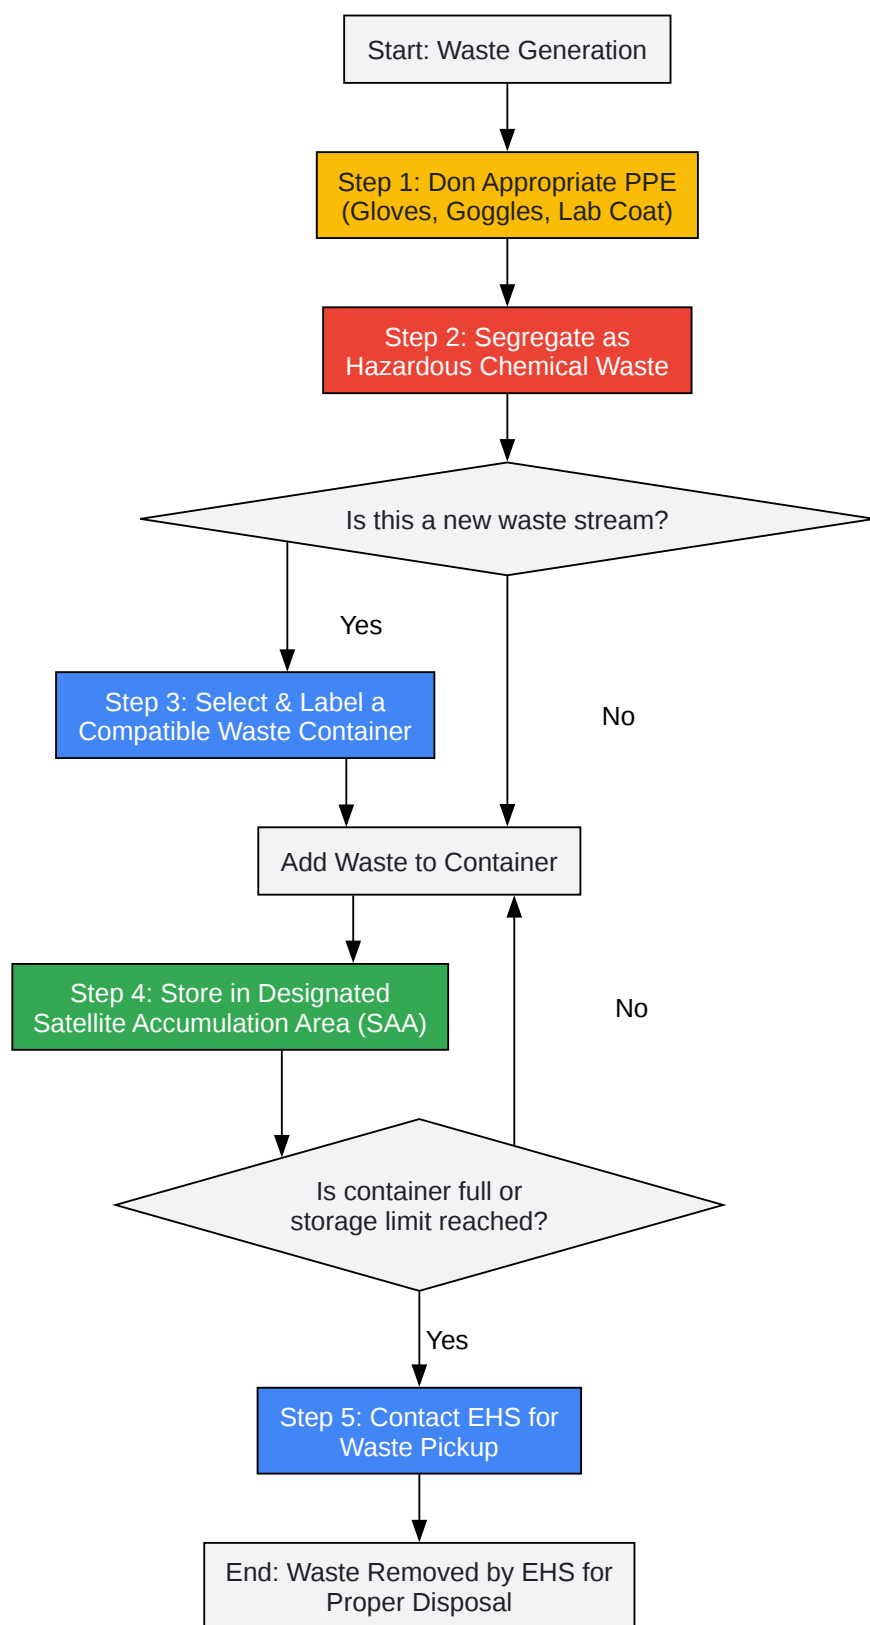 Start: Waste Generation
Step 1: Don Appropriate PPE
(Gloves, Goggles, Lab Coat)
Step 2: Segregate as
Hazardous Chemical Waste
Is this a new waste stream?
Yes
Step 3: Select & Label a
Compatible Waste Container
No
Add Waste to Container
Step 4: Store in Designated
Satellite Accumulation Area (SAA)
No
Is container full or
storage limit reached?
Yes
Step 5: Contact EHS for
Waste Pickup
End: Waste Removed by EHS for
Proper Disposal